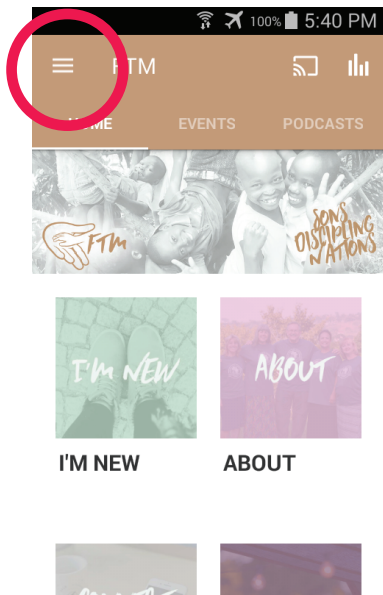 100% 5:40 PM
FTM
HOME EVENTS PODCASTS
FTM
SONS
DISCIPLING
NATIONS
I'M NEW ABOUT
I'M NEW ABOUT